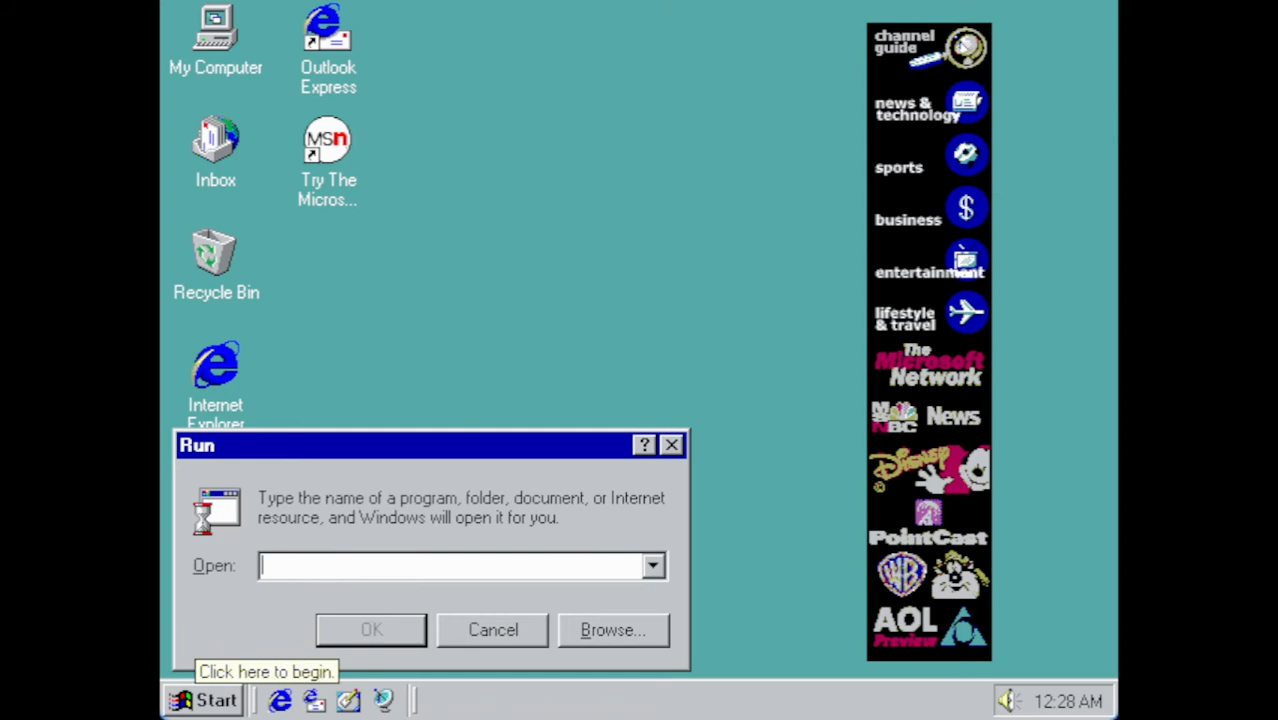 My Computer
Outlook
Express
Inbox
MSn
Try The
Micros...
Recycle Bin
Internet
Explorer
channel
guide
news &
technology
sports
$
business
entertainment
lifestyle
& travel
The
Microsoft
Network
MSNBC News
Disney
©
PointCast
WB
AOL
Preview
Run
?
Type the name of a program, folder, document, or Internet
resource, and Windows will open it for you.
Open:
OK
Cancel
Browse...
Click here to begin.
Start
12:28 AM